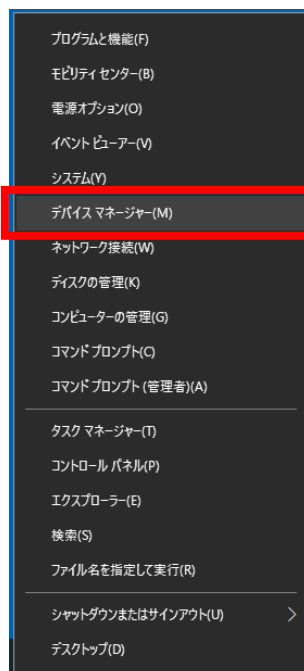 プログラムと機能(F)
モビリティ センター(B)
電源オプション(O)
イベント ビューアー(V)
システム(Y)
デバイス マネージャー(M)
ネットワーク接続(W)
ディスクの管理(K)
コンピューターの管理(G)
コマンド プロンプト(C)
コマンド プロンプト (管理者)(A)
タスク マネージャー(T)
コントロール パネル(P)
エクスプローラー(E)
検索(S)
ファイル名を指定して実行(R)
シャットダウンまたはサインアウト(U)
デスクトップ(D)